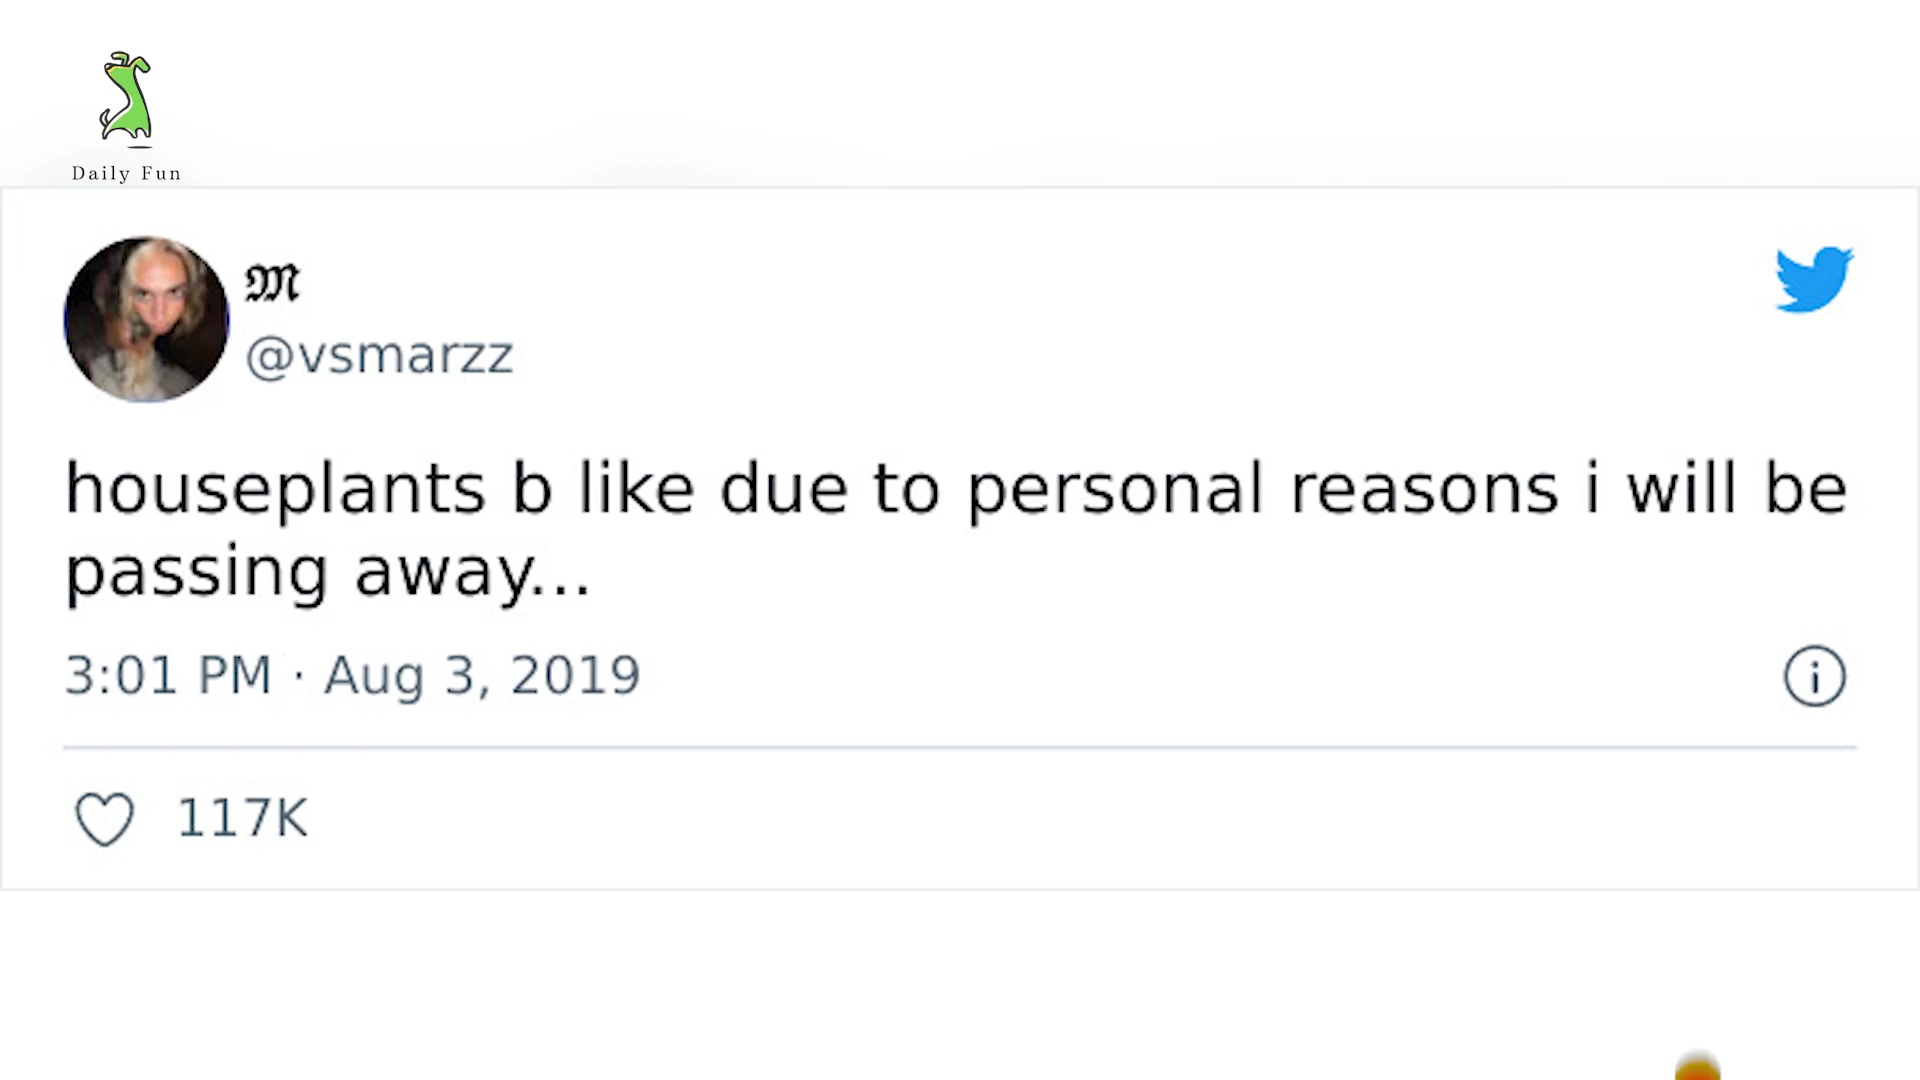 Daily Fun
𝕸
@vsmarzz
houseplants b like due to personal reasons i will be
passing away...
3:01 PM · Aug 3, 2019
117K